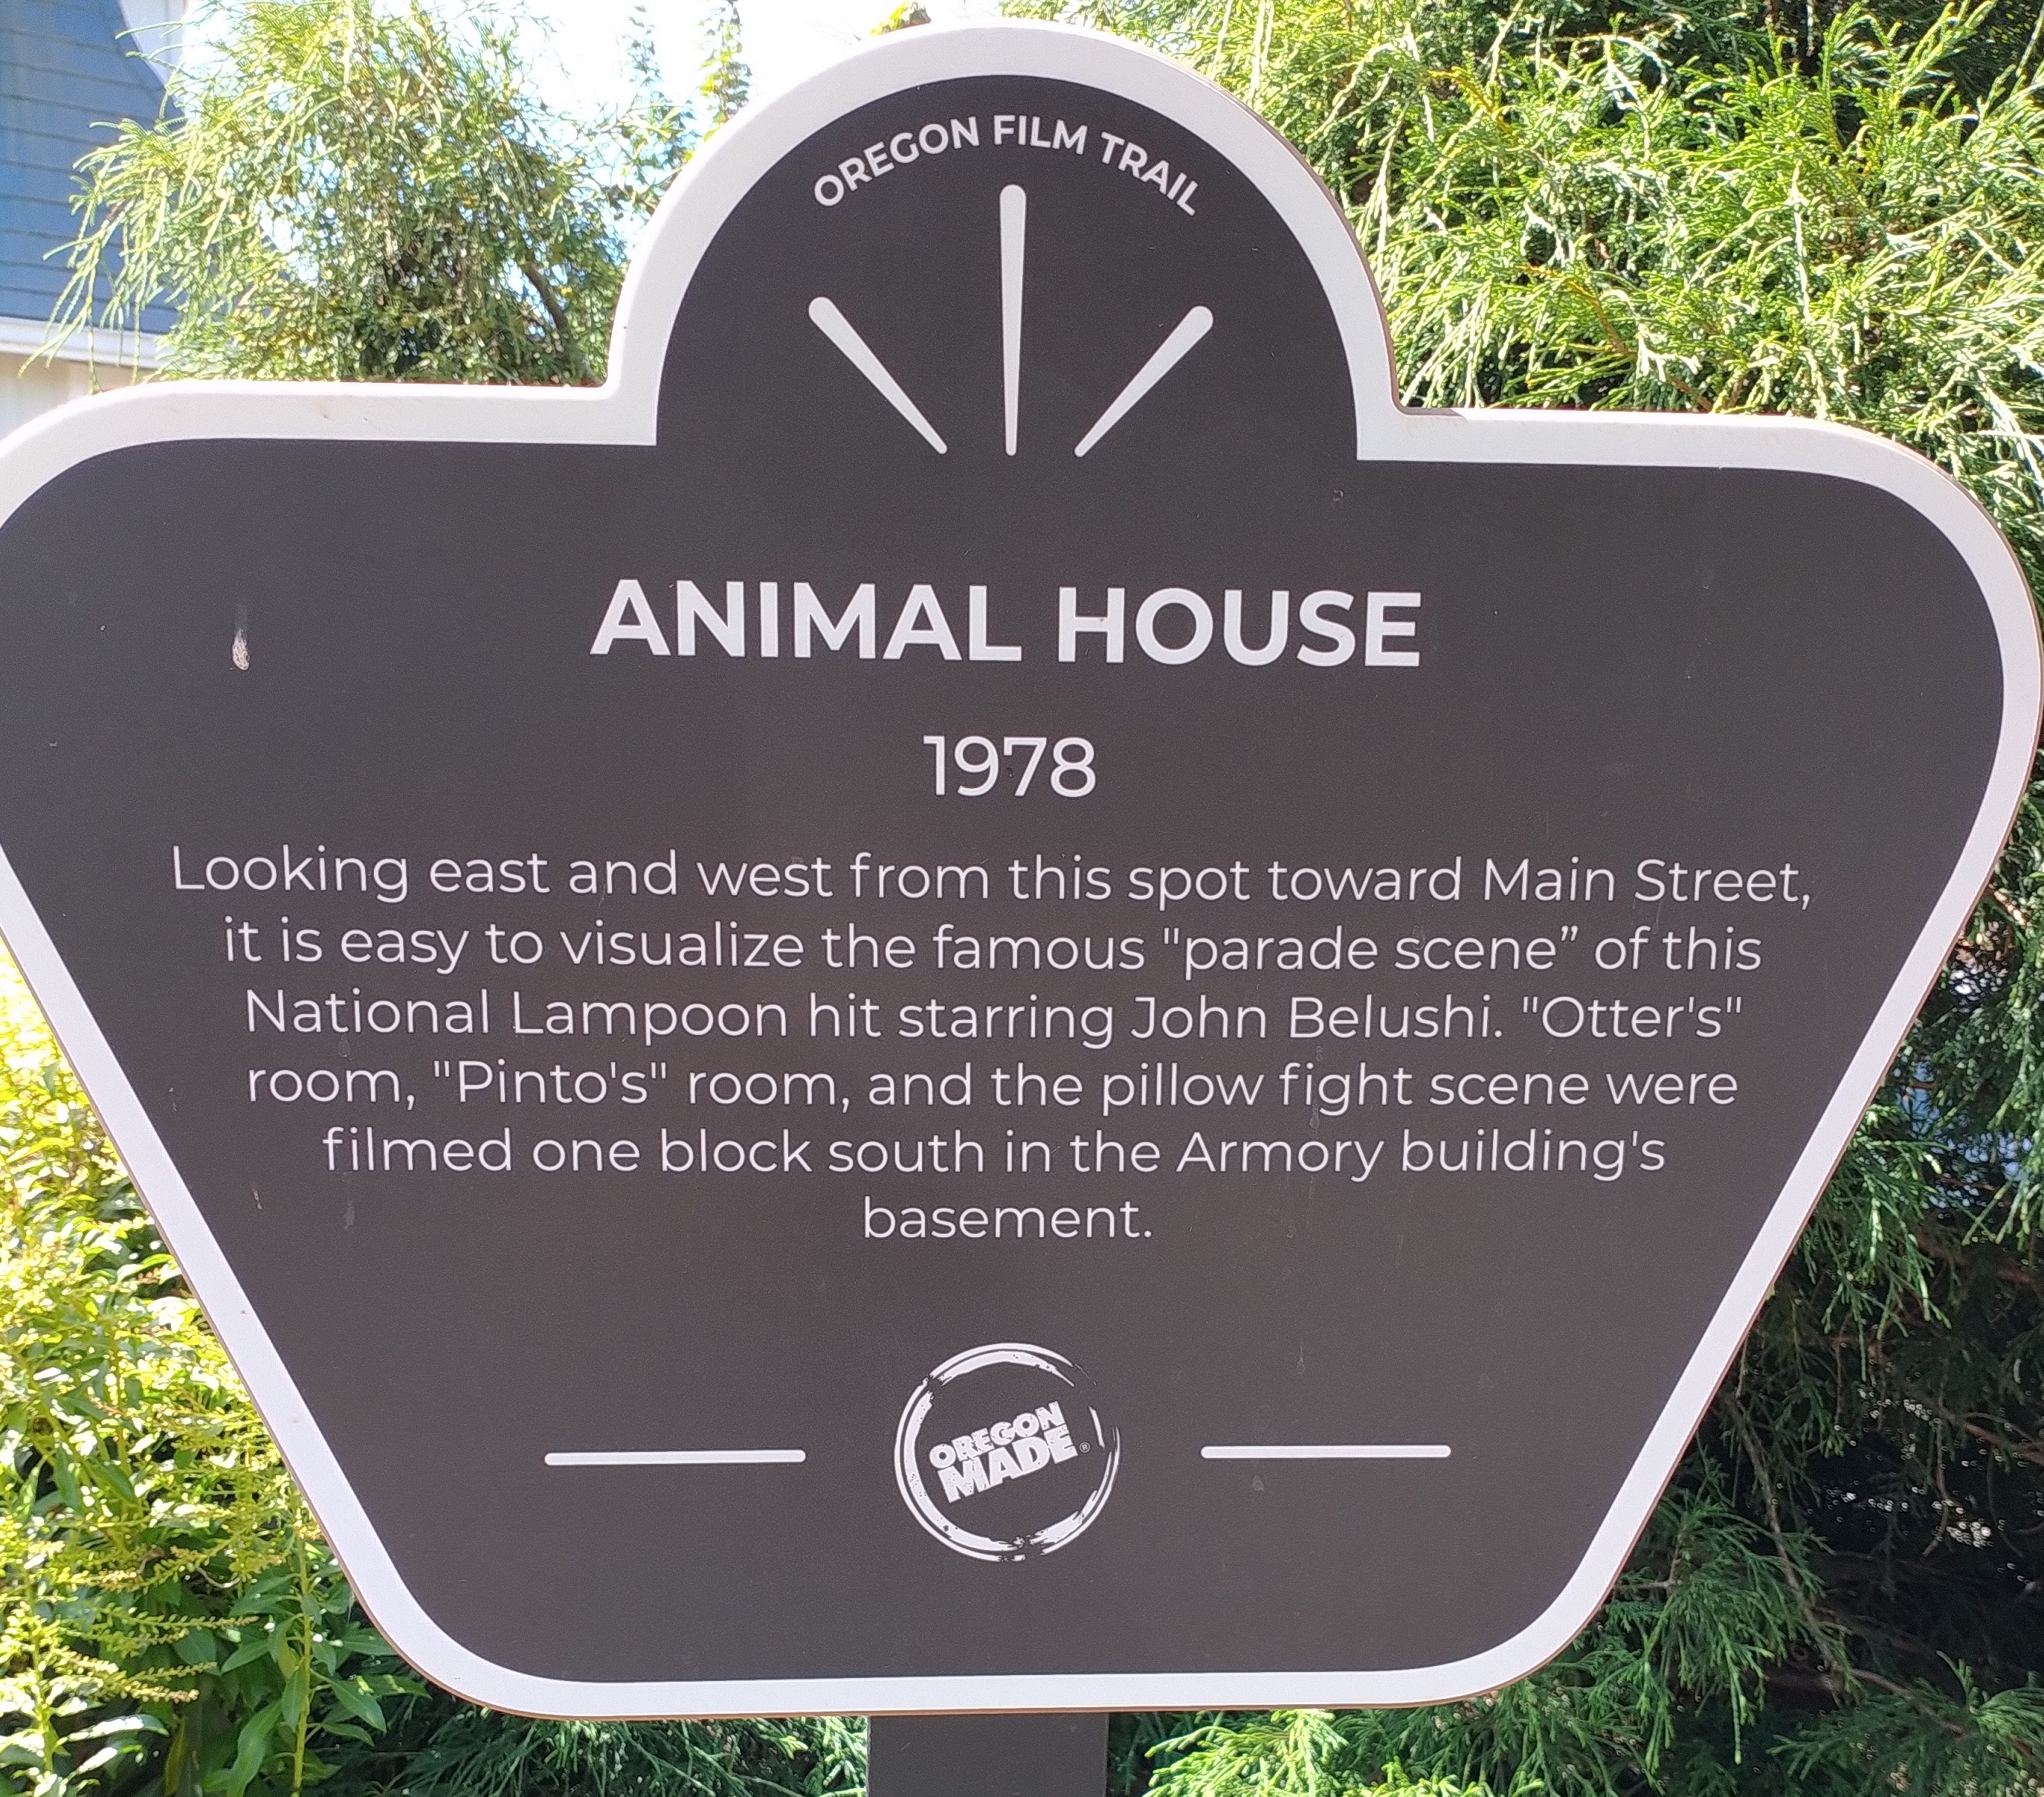 OREGON FILM TRAIL
ANIMAL HOUSE
1978
Looking east and west from this spot toward Main Street,
it is easy to visualize the famous "parade scene” of this
National Lampoon hit starring John Belushi. "Otter's"
room, "Pinto's" room, and the pillow fight scene were
filmed one block south in the Armory building's
basement.
OREGON
MADE®